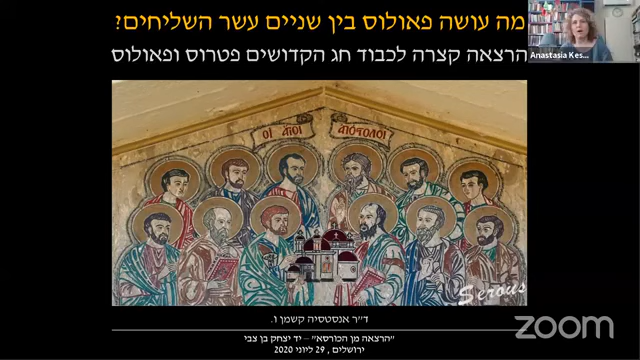 מה עושה פאולוס בין שניים עשר השליחים?
הרצאה קצרה לכבוד חג הקדושים פטרוס ופאולוס
Anastasia Kes...
ΟΙ ΑΓΙΟΙ
ΑΠΟΣΤΟΛΟΙ
Serous
ד"ר אנסטסיה קשמן ו.
"הרצאה מן הכורסא" – יד יצחק בן צבי
ירושלים, 29 ליוני 2020
zoom